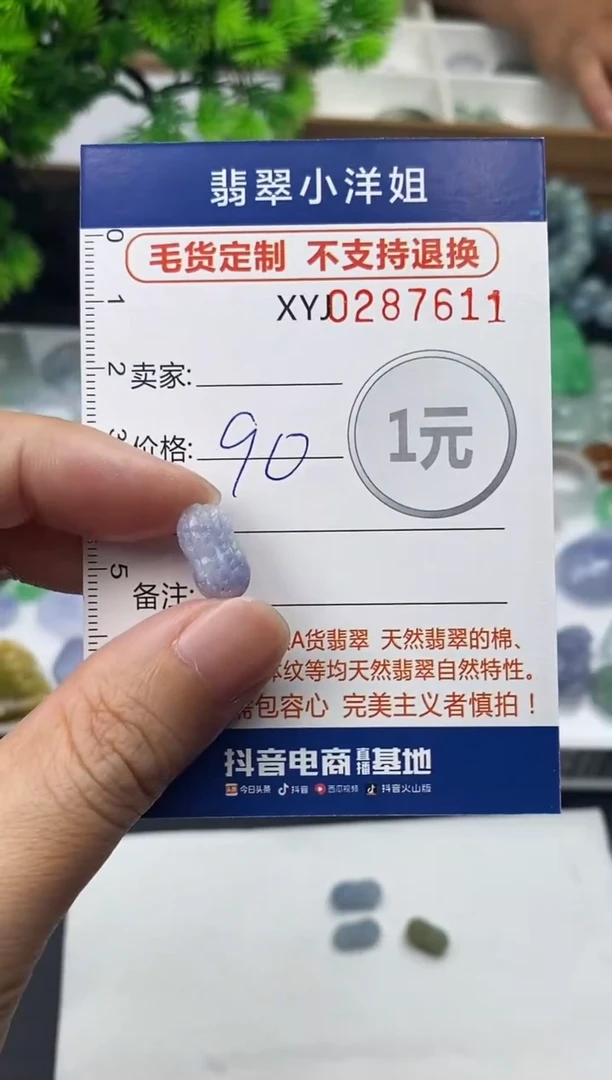 翡翠小洋姐
毛货定制 不支持退换
XYJ0287611
0
1
2
卖家:
1元
价格: 90
5
备注:
A货翡翠 天然翡翠的棉、
纹等均天然翡翠自然特性。
包容心 完美主义者慎拍！
抖音电商直播基地
今日头条 抖音 西瓜视频 抖音火山版